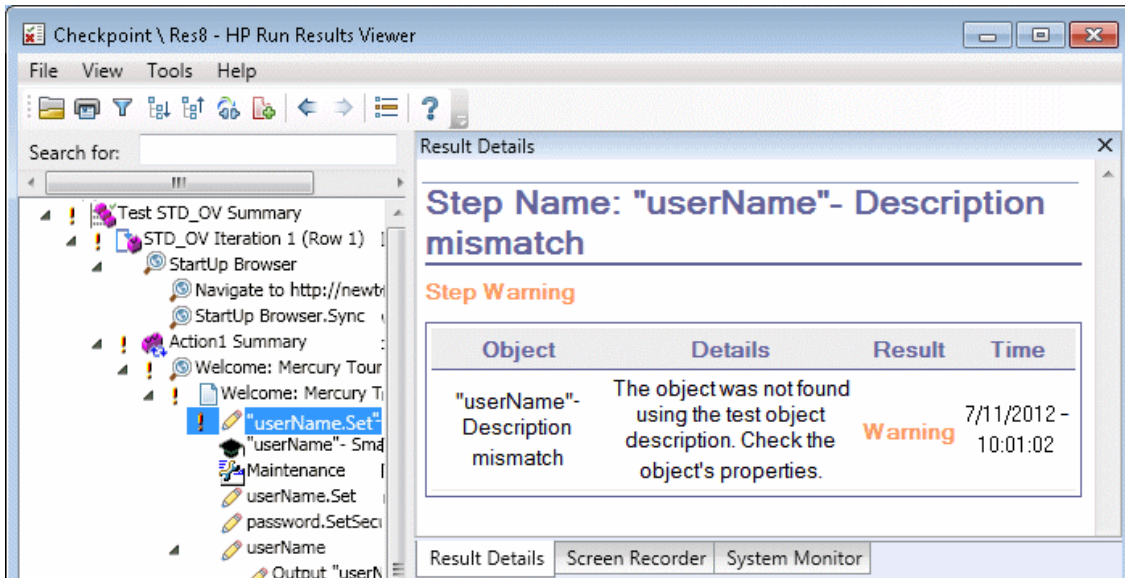 Checkpoint \ Res8 - HP Run Results Viewer
File View Tools Help
Search for:
Test STD_OV Summary
STD_OV Iteration 1 (Row 1)
StartUp Browser
Navigate to http://newt
StartUp Browser.Sync
Action1 Summary
Welcome: Mercury Tour
Welcome: Mercury T
"userName.Set"-
"userName"- Sma
Maintenance
userName.Set
password.SetSec
userName
Output "userN
Result Details
Step Name: "userName"- Description
mismatch
Step Warning
Object Details Result Time
"userName"-
Description
mismatch
The object was not found
using the test object
description. Check the
object's properties.
Warning
7/11/2012 -
10:01:02
Result Details Screen Recorder System Monitor